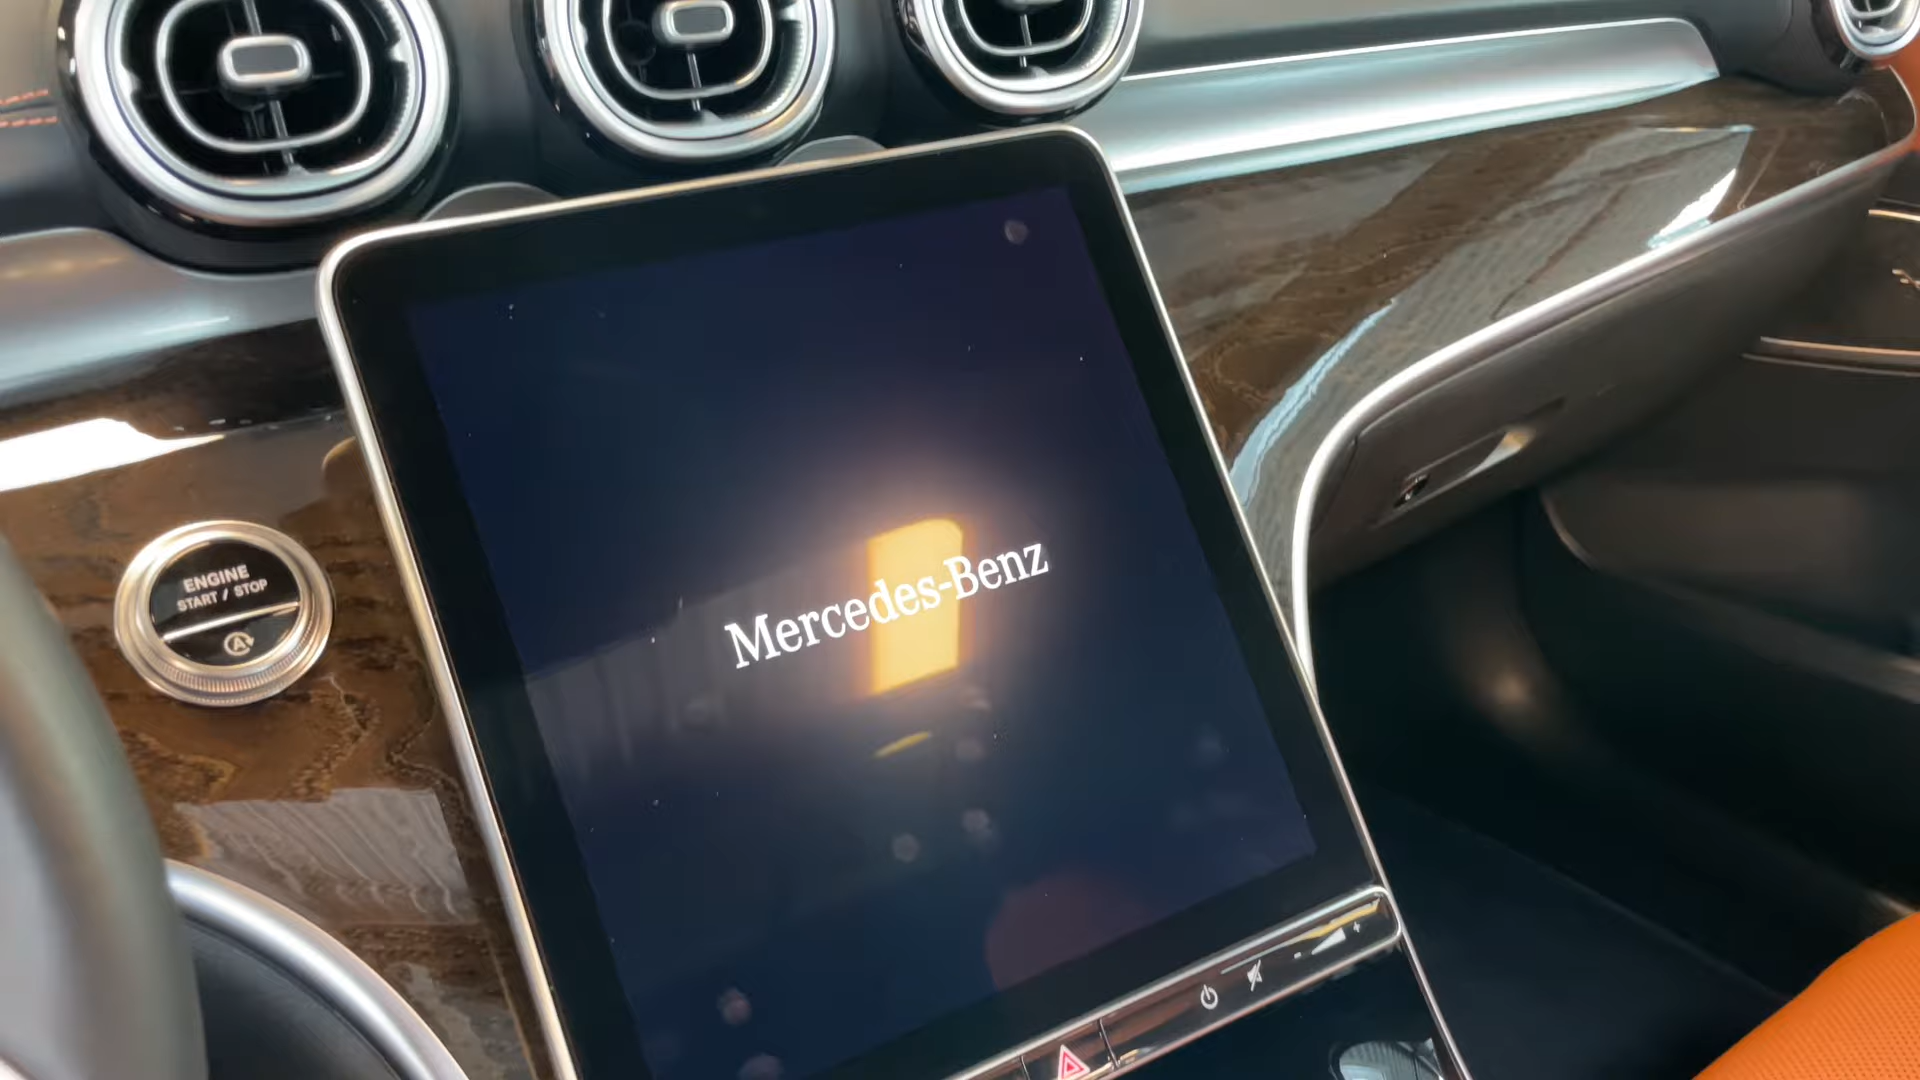 ENGINE
START / STOP
A
Mercedes-Benz
- +